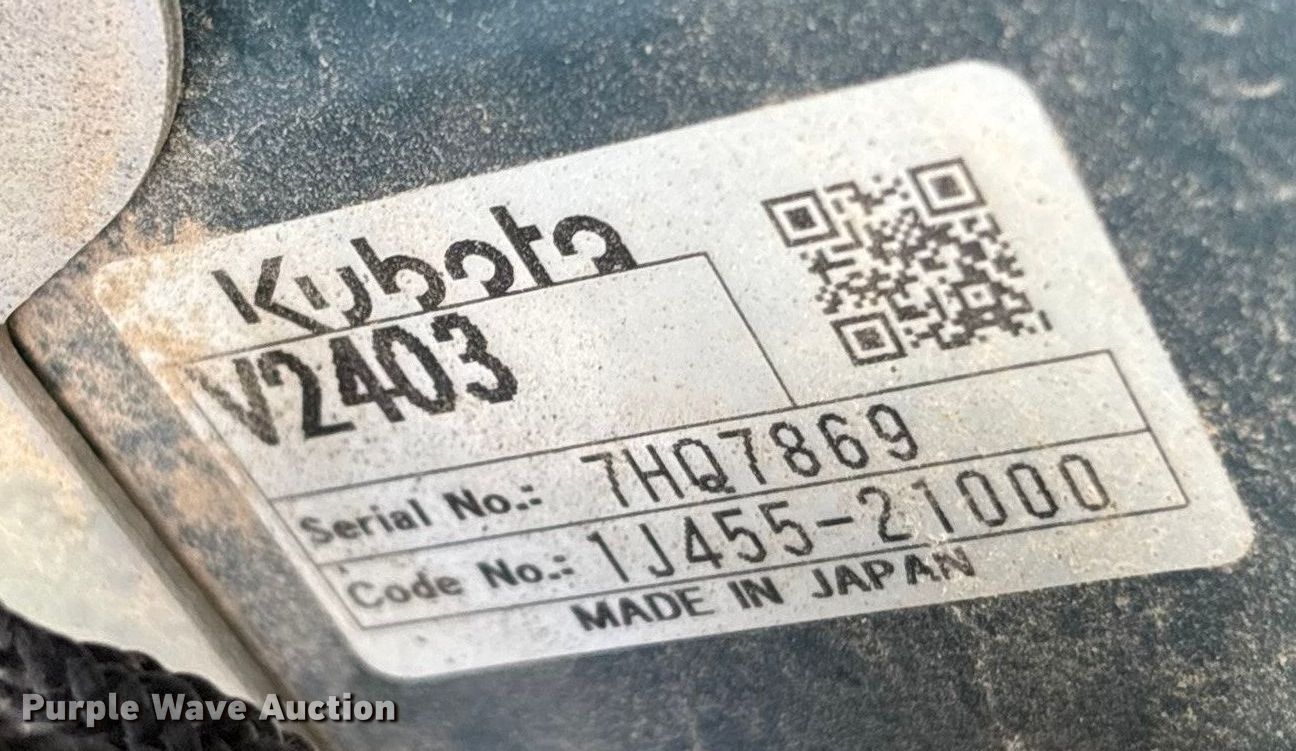 Kubota
V2403
Serial No.: 7HQ7869
Code No.: 1J455-21000
MADE IN JAPAN
Purple Wave Auction